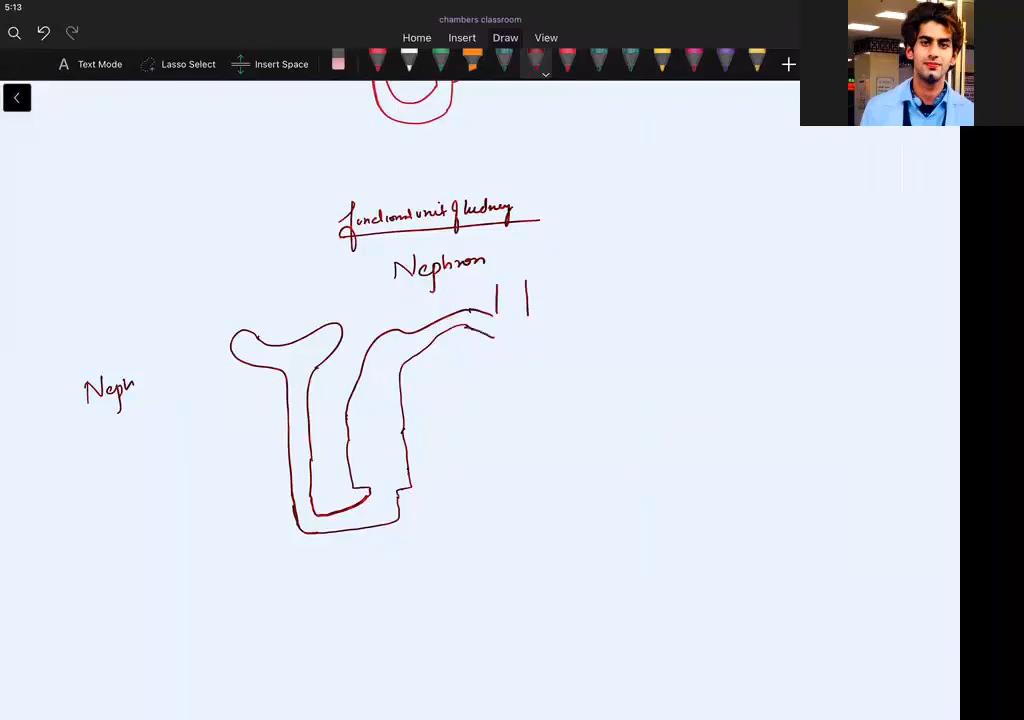 5:13
chambers classroom
Home Insert Draw View
Text Mode Lasso Select Insert Space
functional unit of kidney
Nephron
Neph